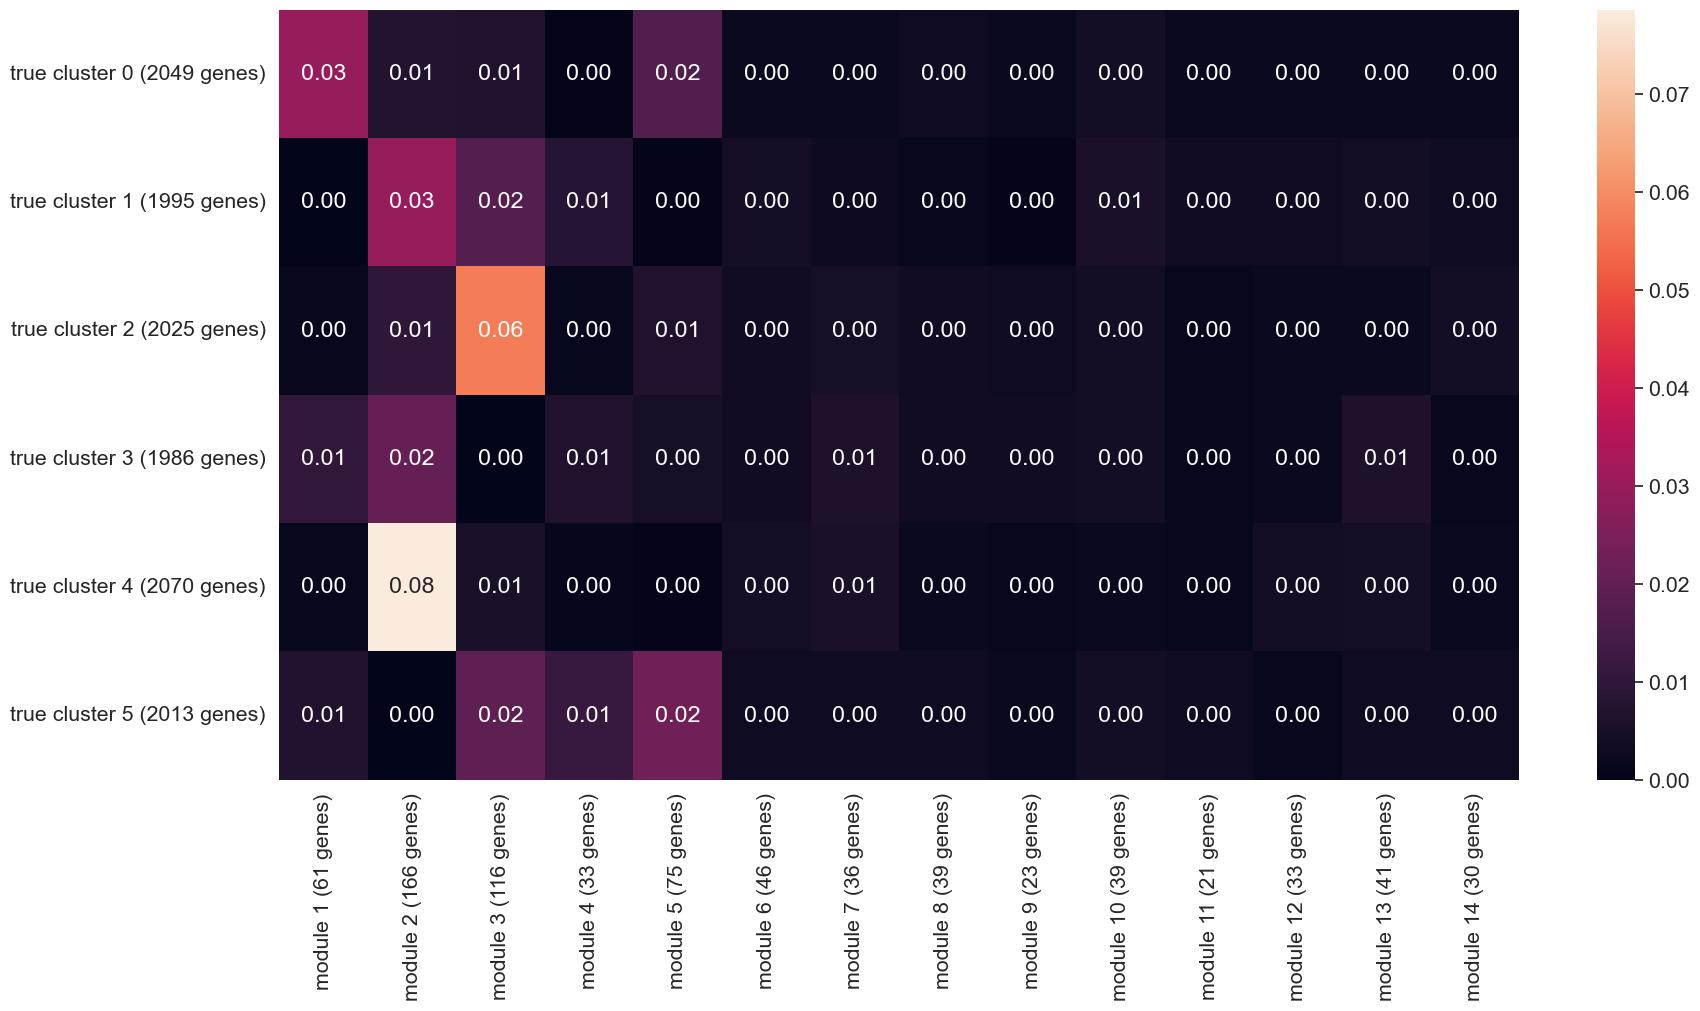 true cluster 0 (2049 genes) 0.03 0.01 0.01 0.00 0.02 0.00 0.00 0.00 0.00 0.00 0.00 0.00 0.00 0.00
true cluster 1 (1995 genes) 0.00 0.03 0.02 0.01 0.00 0.00 0.00 0.00 0.00 0.01 0.00 0.00 0.00 0.00
true cluster 2 (2025 genes) 0.00 0.01 0.06 0.00 0.01 0.00 0.00 0.00 0.00 0.00 0.00 0.00 0.00 0.00
true cluster 3 (1986 genes) 0.01 0.02 0.00 0.01 0.00 0.00 0.01 0.00 0.00 0.00 0.00 0.00 0.01 0.00
true cluster 4 (2070 genes) 0.00 0.08 0.01 0.00 0.00 0.00 0.01 0.00 0.00 0.00 0.00 0.00 0.00 0.00
true cluster 5 (2013 genes) 0.01 0.00 0.02 0.01 0.02 0.00 0.00 0.00 0.00 0.00 0.00 0.00 0.00 0.00
module 1 (61 genes)
module 2 (166 genes)
module 3 (116 genes)
module 4 (33 genes)
module 5 (75 genes)
module 6 (46 genes)
module 7 (36 genes)
module 8 (39 genes)
module 9 (23 genes)
module 10 (39 genes)
module 11 (21 genes)
module 12 (33 genes)
module 13 (41 genes)
module 14 (30 genes)
0.07
0.06
0.05
0.04
0.03
0.02
0.01
0.00